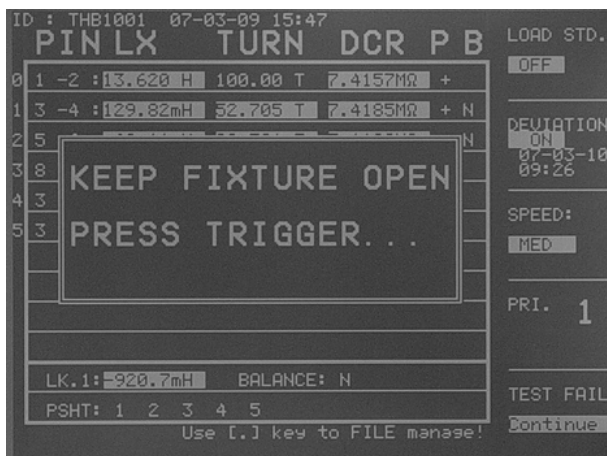 ID : THB1001 07-03-09 15:47
PIN LX TURN DCR P B
0 1 -2 :13.620 H 100.00 T 7.4157MΩ +
1 3 -4 :129.82mH 52.705 T 7.4185MΩ + N
2 5 N
3 8
4 3
5 3
KEEP FIXTURE OPEN
PRESS TRIGGER...
LK.1:-920.7mH BALANCE: N
PSHT: 1 2 3 4 5
Use [.] key to FILE manage!
LOAD STD.
OFF
DEVIATION
ON
07-03-10
09:26
SPEED:
MED
PRI. 1
TEST FAIL
Continue